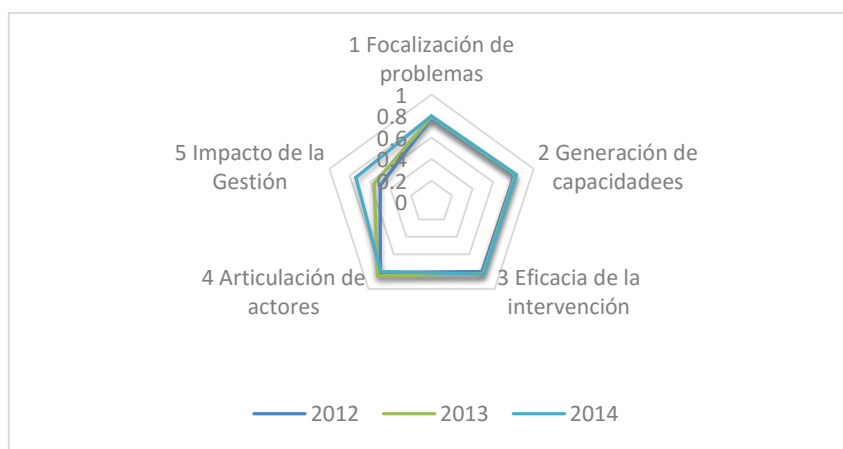 1 Focalización de
problemas
1
0.8
0.6
0.4
0.2
0
2 Generación de
capacidadees
3 Eficacia de la
intervención
4 Articulación de
actores
5 Impacto de la
Gestión
2012
2013
2014